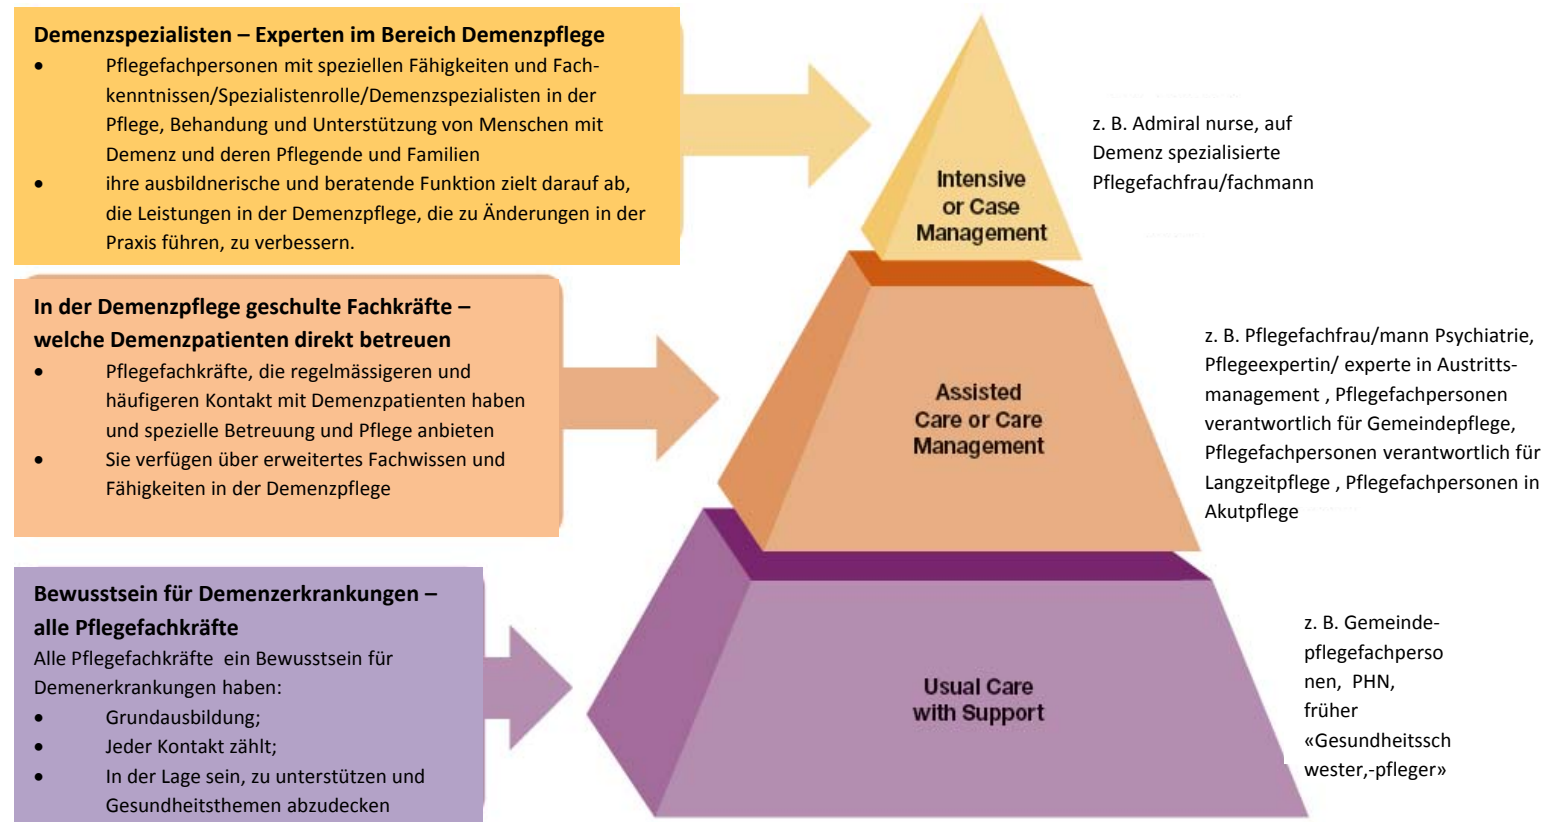 Demenzspezialisten – Experten im Bereich Demenzpflege
• Pflegefachpersonen mit speziellen Fähigkeiten und Fach-
kenntnissen/Spezialistenrolle/Demenzspezialisten in der
Pflege, Behandung und Unterstützung von Menschen mit
Demenz und deren Pflegende und Familien
• ihre ausbildnerische und beratende Funktion zielt darauf ab,
die Leistungen in der Demenzpflege, die zu Änderungen in der
Praxis führen, zu verbessern.
Intensive
or Case
Management
z. B. Admiral nurse, auf
Demenz spezialisierte
Pflegefachfrau/fachmann
In der Demenzpflege geschulte Fachkräfte –
welche Demenzpatienten direkt betreuen
• Pflegefachkräfte, die regelmässigeren und
häufigeren Kontakt mit Demenzpatienten haben
und spezielle Betreuung und Pflege anbieten
• Sie verfügen über erweitertes Fachwissen und
Fähigkeiten in der Demenzpflege
Assisted
Care or Care
Management
z. B. Pflegefachfrau/mann Psychiatrie,
Pflegeexpertin/ experte in Austritts-
management , Pflegefachpersonen
verantwortlich für Gemeindepflege,
Pflegefachpersonen verantwortlich für
Langzeitpflege , Pflegefachpersonen in
Akutpflege
Bewusstsein für Demenzerkrankungen –
alle Pflegefachkräfte
Alle Pflegefachkräfte  ein Bewusstsein für
Demenerkrankungen haben:
• Grundausbildung;
• Jeder Kontakt zählt;
• In der Lage sein, zu unterstützen und
Gesundheitsthemen abzudecken
Usual Care
with Support
z. B. Gemeinde-
pflegefachperso
nen,  PHN,
früher
«Gesundheitssch
wester,-pfleger»